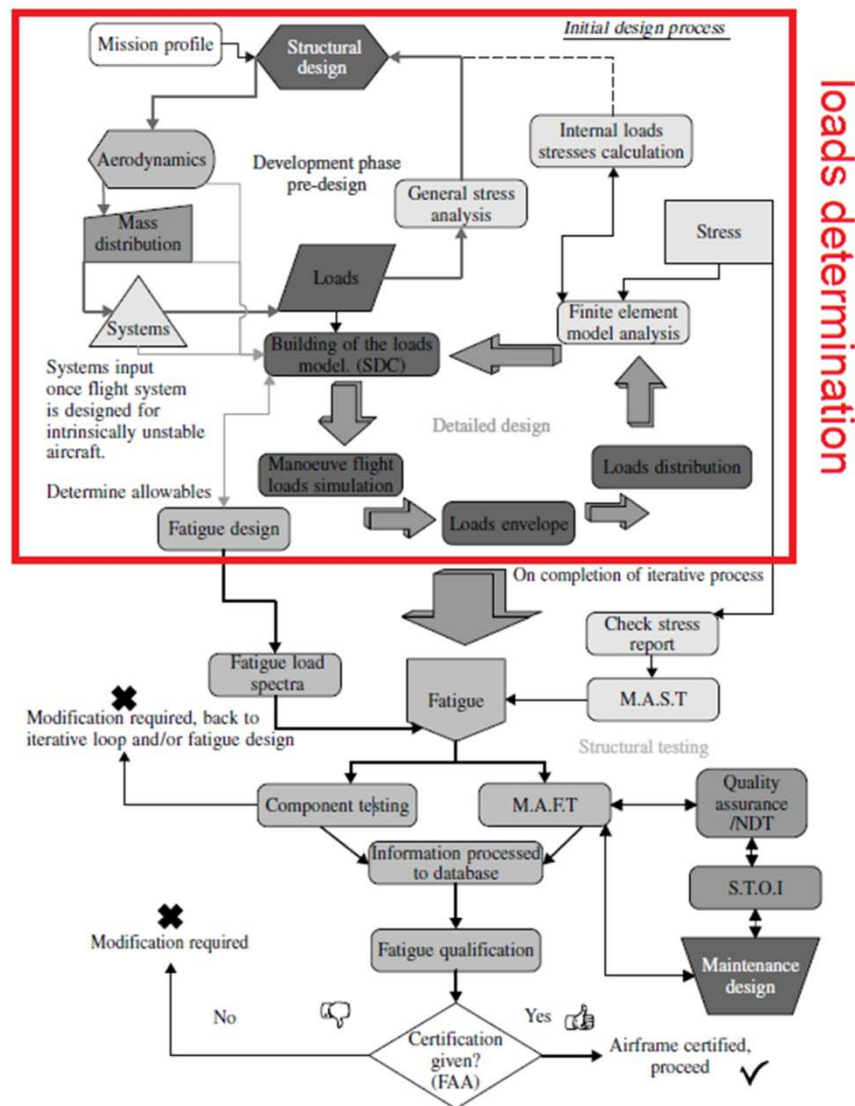 Initial design process
Mission profile
Structural
design
Aerodynamics
Development phase
pre-design
Internal loads
stresses calculation
General stress
analysis
Mass
distribution
Stress
Loads
Systems
Finite element
model analysis
Building of the loads
model. (SDC)
Systems input
once flight system
is designed for
intrinsically unstable
aircraft.
Detailed design
Manoeuve flight
loads simulation
Loads distribution
Determine allowables
Loads envelope
Fatigue design
loads determination
On completion of iterative process
Check stress
report
Fatigue load
spectra
Fatigue
M.A.S.T
Modification required, back to
iterative loop and/or fatigue design
Structural testing
Component testing
M.A.F.T
Quality
assurance
/NDT
Information processed
to database
S.T.O.I
Modification required
Fatigue qualification
Maintenance
design
No
Yes
Certification
given?
(FAA)
Airframe certified,
proceed